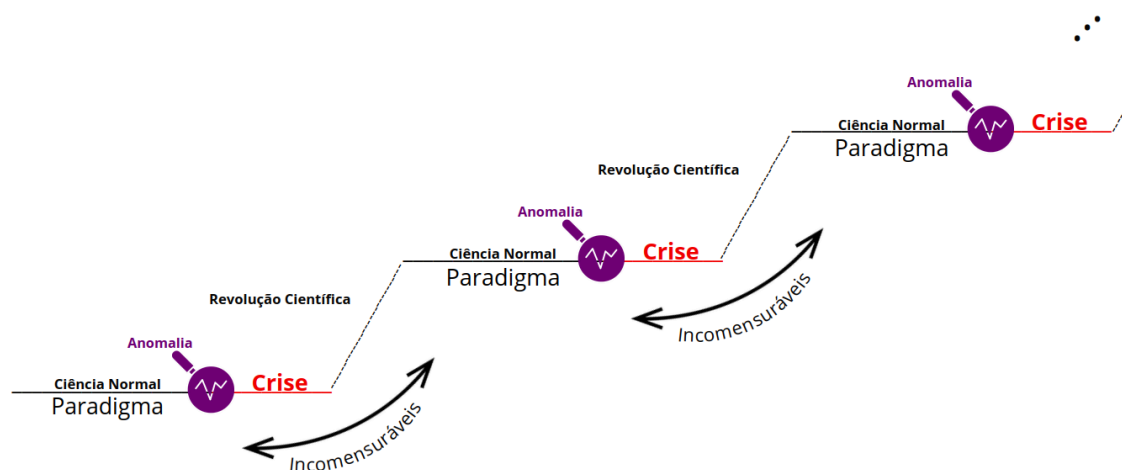 Anomalia
Ciência Normal
Crise
Paradigma
Revolução Científica
Anomalia
Ciência Normal
Crise
Paradigma
Incomensuráveis
Revolução Científica
Anomalia
Ciência Normal
Crise
Paradigma
Incomensuráveis